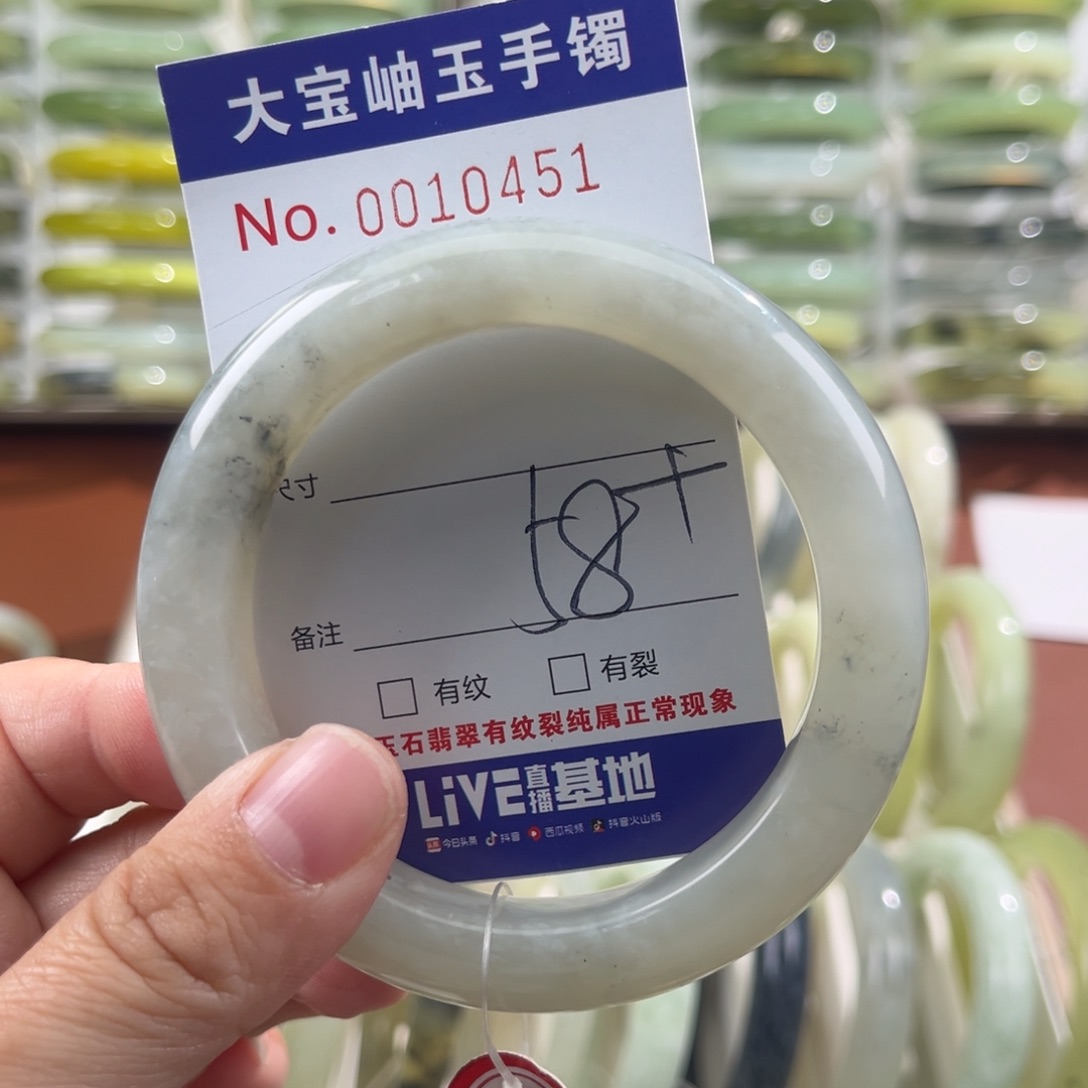 大宝岫玉手镯
No. 0010451
尺寸
58
备注
有纹 有裂
玉石翡翠有纹裂纯属正常现象
LiVE直播基地
今日头条 抖音 西瓜视频 抖音火山版